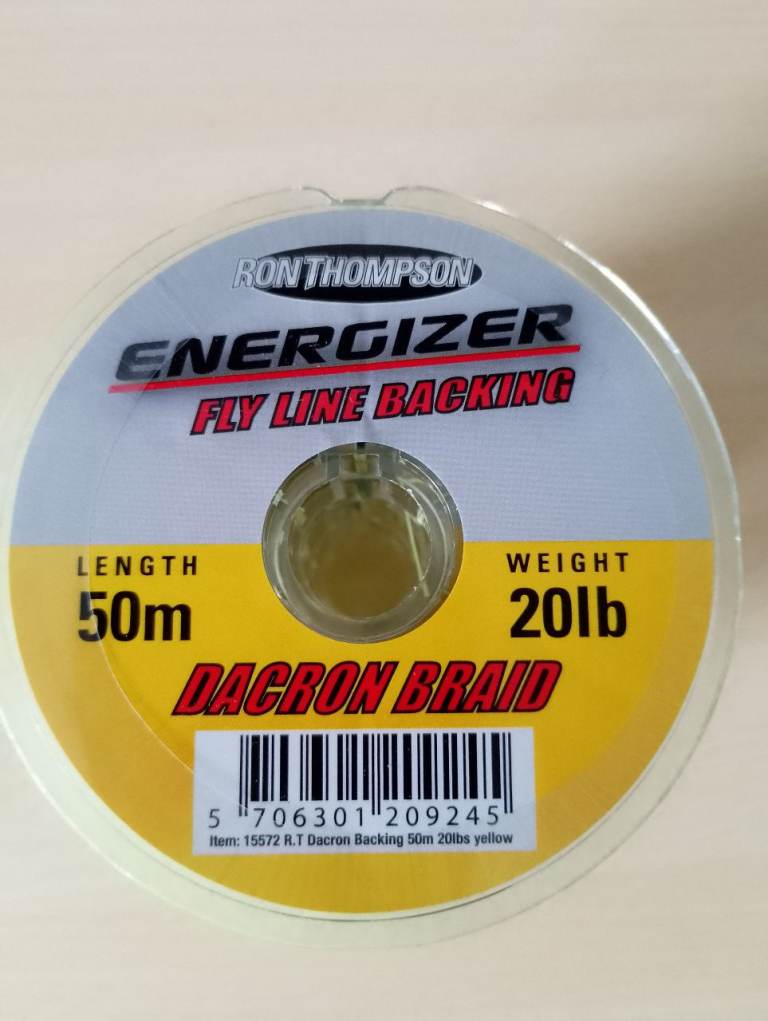 RON THOMPSON
ENERGIZER
FLY LINE BACKING
LENGTH WEIGHT
50m 20lb
DACRON BRAID
5 706301 209245
Item: 15572 R.T Dacron Backing 50m 20lbs yellow